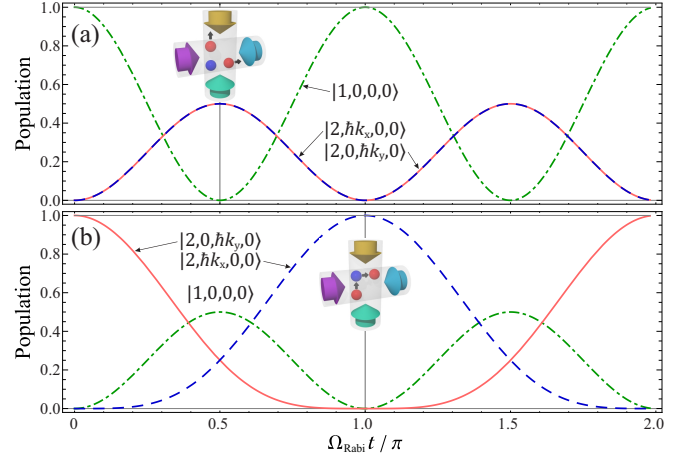 1.0
(a)
0.8
0.6
|1,0,0,0⟩
Population
0.4
|2,ħkₓ,0,0⟩
|2,0,ħkᵧ,0⟩
0.2
0.0
1.0
(b)
|2,0,ħkᵧ,0⟩
0.8
|2,ħkₓ,0,0⟩
0.6
|1,0,0,0⟩
Population
0.4
0.2
0.0
0 0.5 1.0 1.5 2.0
Ω_Rabi t / π